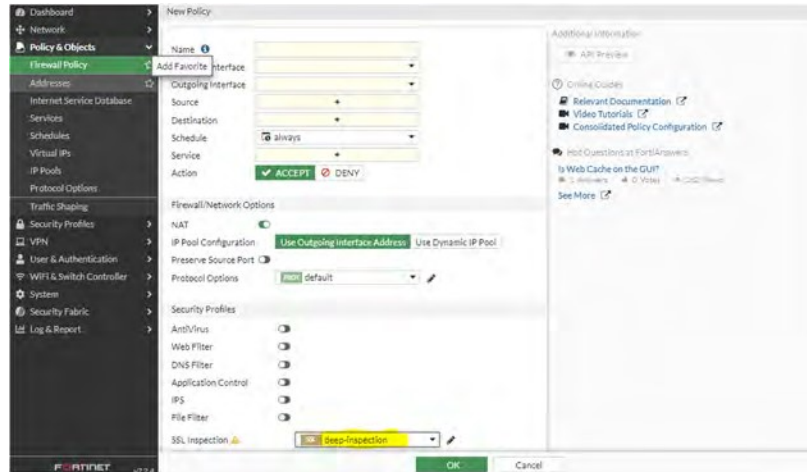 Dashboard
Network
Policy & Objects
Firewall Policy
Addresses
Internet Service Database
Services
Schedules
Virtual IPs
IP Pools
Protocol Options
Traffic Shaping
Security Profiles
VPN
User & Authentication
WiFi & Switch Controller
System
Security Fabric
Log & Report
FORTINET
New Policy
Name
Add Favorite terface
Outgoing Interface
Source +
Destination +
Schedule always
Service +
Action ACCEPT DENY
Firewall/Network Options
NAT
IP Pool Configuration Use Outgoing Interface Address Use Dynamic IP Pool
Preserve Source Port
Protocol Options default
Security Profiles
AntiVirus
Web Filter
DNS Filter
Application Control
IPS
File Filter
SSL Inspection deep-inspection
OK Cancel
Additional Information
API Preview
Online Guides
Relevant Documentation
Video Tutorials
Consolidated Policy Configuration
Hot Questions at FortiAnswers
Is Web Cache on the GUI?
Answers Votes Views
See More